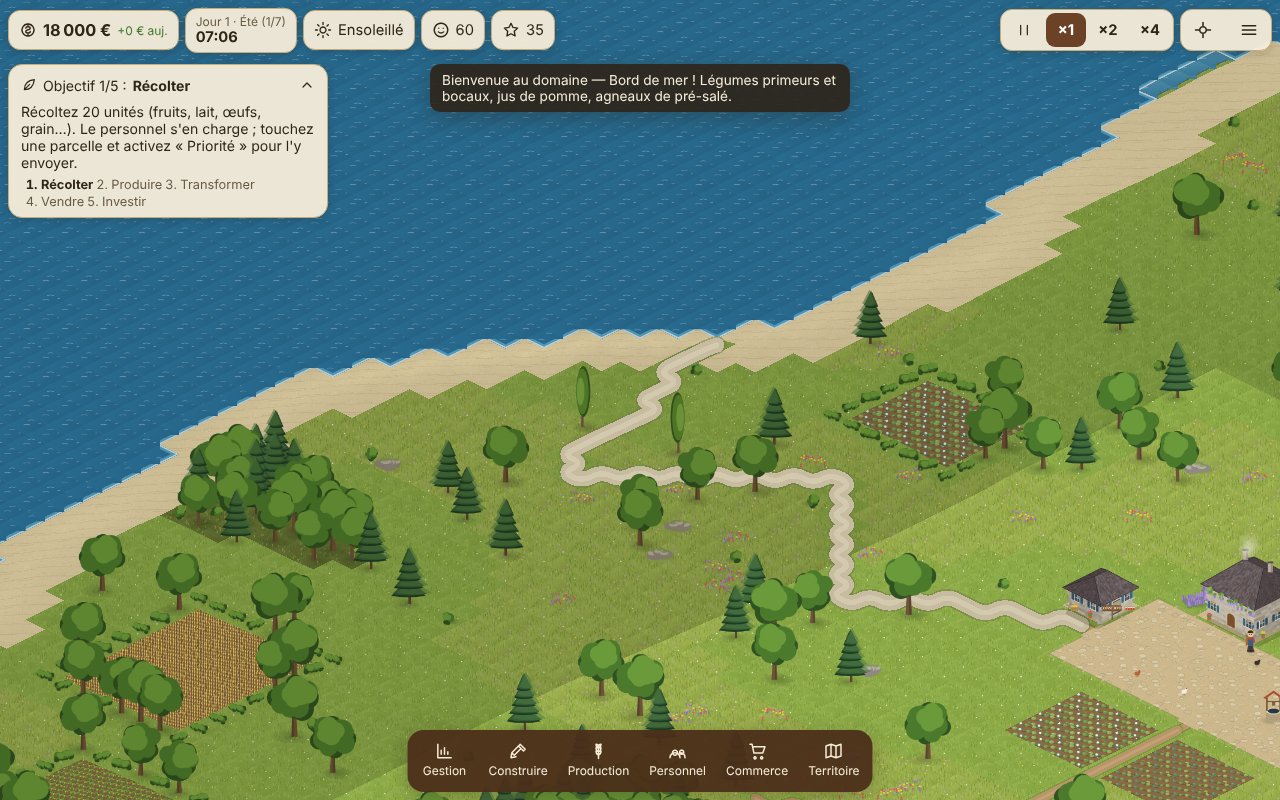 18 000 € +0 € auj.
Jour 1 · Été (1/7)
07:06
Ensoleillé
60
35
×1 ×2 ×4
Objectif 1/5 : Récolter
Récoltez 20 unités (fruits, lait, œufs,
grain...). Le personnel s'en charge ; touchez
une parcelle et activez « Priorité » pour l'y
envoyer.
1. Récolter 2. Produire 3. Transformer
4. Vendre 5. Investir
Bienvenue au domaine — Bord de mer ! Légumes primeurs et
bocaux, jus de pomme, agneaux de pré-salé.
Gestion Construire Production Personnel Commerce Territoire